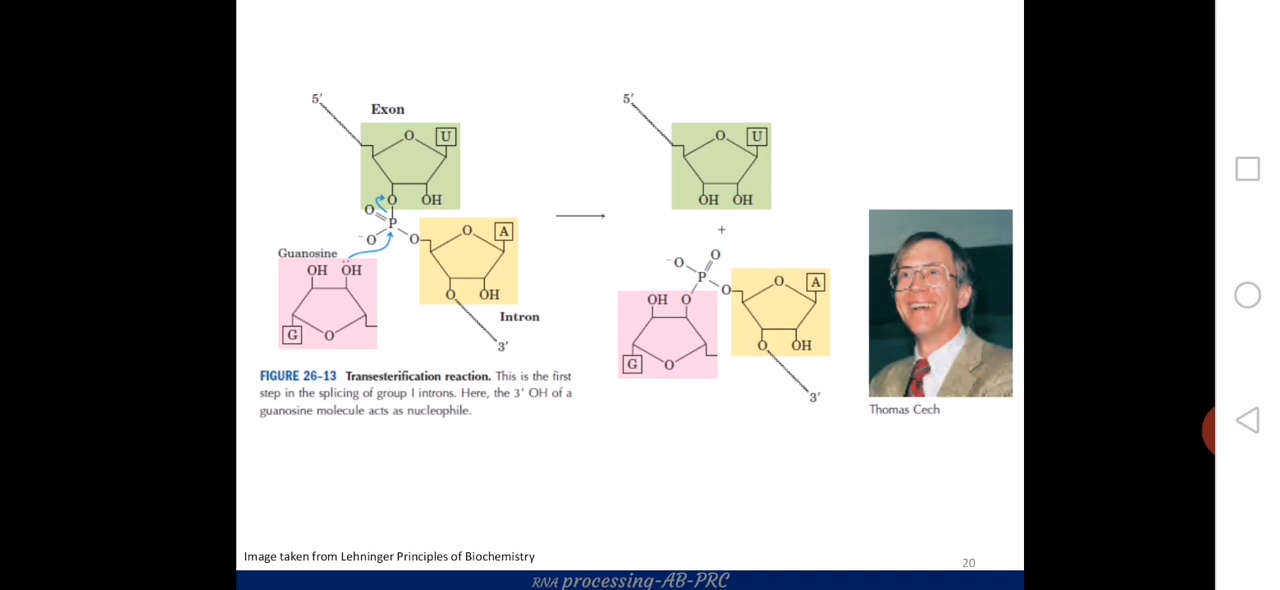 5′
Exon
O
U
O
OH
O
P
⁻O
O
Guanosine
OH
OH
G
O
O
A
O
OH
Intron
3′
5′
O
U
OH
OH
+
⁻O
O
P
O
OH
O
G
O
O
A
O
OH
3′
FIGURE 26–13 Transesterification reaction. This is the first
step in the splicing of group I introns. Here, the 3′ OH of a
guanosine molecule acts as nucleophile.
Thomas Cech
Image taken from Lehninger Principles of Biochemistry
20
RNA processing-AB-PRC